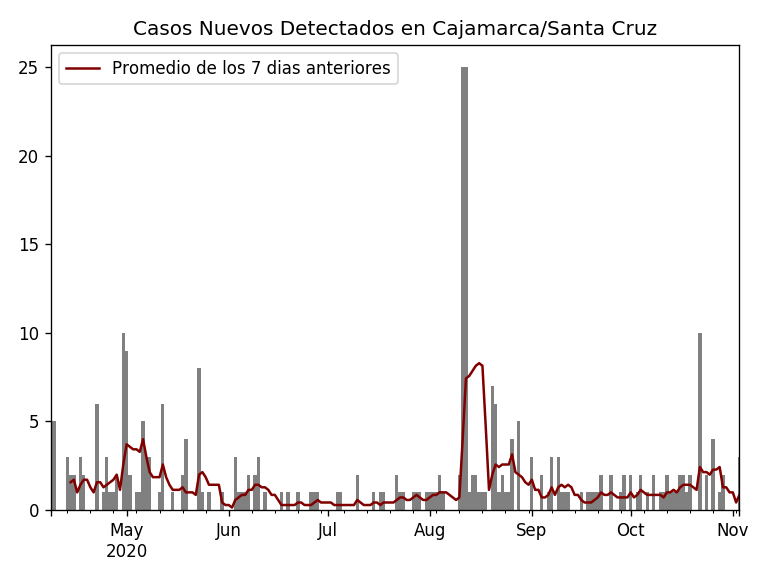 Casos Nuevos Detectados en Cajamarca/Santa Cruz
Promedio de los 7 dias anteriores
25
20
15
10
5
0
May Jun Jul Aug Sep Oct Nov
2020